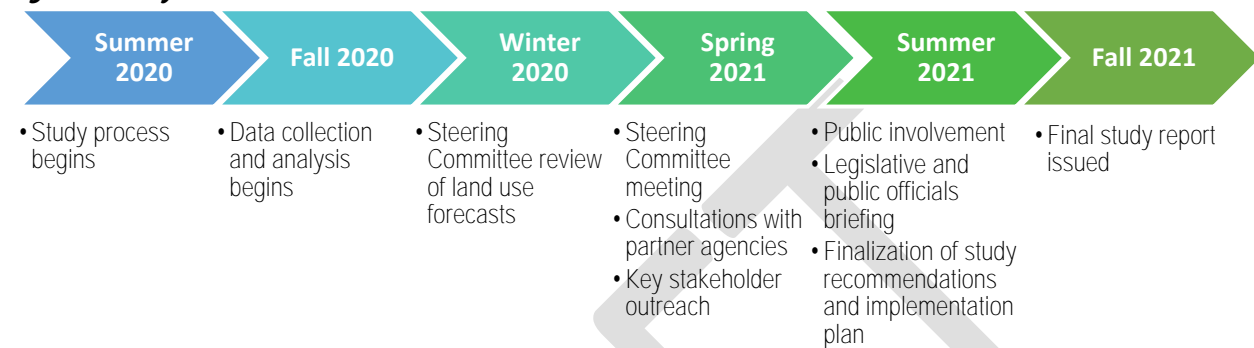 Summer
2020
Fall 2020
Winter
2020
Spring
2021
Summer
2021
Fall 2021
• Study process
begins
• Data collection
and analysis
begins
• Steering
Committee review
of land use
forecasts
• Steering
Committee
meeting
• Consultations with
partner agencies
• Key stakeholder
outreach
• Public involvement
• Legislative and
public officials
briefing
• Finalization of study
recommendations
and implementation
plan
• Final study report
issued